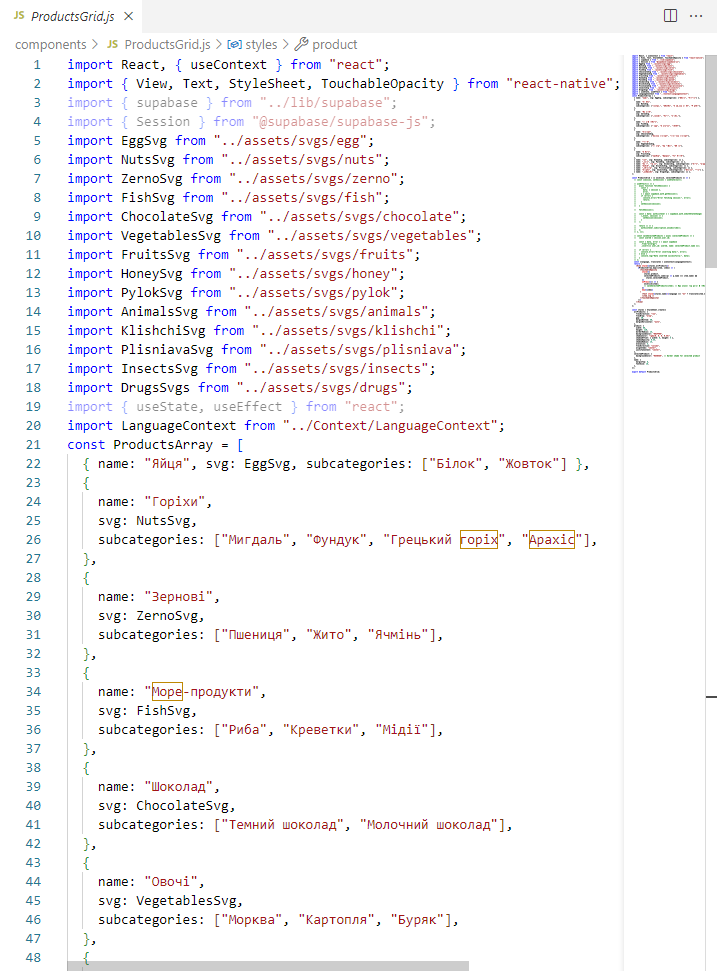 JS ProductsGrid.js ×
components > JS ProductsGrid.js > styles > product
1 import React, { useContext } from "react";
2 import { View, Text, StyleSheet, TouchableOpacity } from "react-native";
3 import { supabase } from "../lib/supabase";
4 import { Session } from "@supabase/supabase-js";
5 import EggSvg from "../assets/svgs/egg";
6 import NutsSvg from "../assets/svgs/nuts";
7 import ZernoSvg from "../assets/svgs/zerno";
8 import FishSvg from "../assets/svgs/fish";
9 import ChocolateSvg from "../assets/svgs/chocolate";
10 import VegetablesSvg from "../assets/svgs/vegetables";
11 import FruitsSvg from "../assets/svgs/fruits";
12 import HoneySvg from "../assets/svgs/honey";
13 import PylokSvg from "../assets/svgs/pylok";
14 import AnimalsSvg from "../assets/svgs/animals";
15 import KlishchiSvg from "../assets/svgs/klishchi";
16 import PlisniavaSvg from "../assets/svgs/plisniava";
17 import InsectsSvg from "../assets/svgs/insects";
18 import DrugsSvgs from "../assets/svgs/drugs";
19 import { useState, useEffect } from "react";
20 import LanguageContext from "../Context/LanguageContext";
21 const ProductsArray = [
22 { name: "Яйця", svg: EggSvg, subcategories: ["Білок", "Жовток"] },
23 {
24 name: "Горіхи",
25 svg: NutsSvg,
26 subcategories: ["Мигдаль", "Фундук", "Грецький горіх", "Арахіс"],
27 },
28 {
29 name: "Зернові",
30 svg: ZernoSvg,
31 subcategories: ["Пшениця", "Жито", "Ячмінь"],
32 },
33 {
34 name: "Море-продукти",
35 svg: FishSvg,
36 subcategories: ["Риба", "Креветки", "Мідії"],
37 },
38 {
39 name: "Шоколад",
40 svg: ChocolateSvg,
41 subcategories: ["Темний шоколад", "Молочний шоколад"],
42 },
43 {
44 name: "Овочі",
45 svg: VegetablesSvg,
46 subcategories: ["Морква", "Картопля", "Буряк"],
47 },
48 {